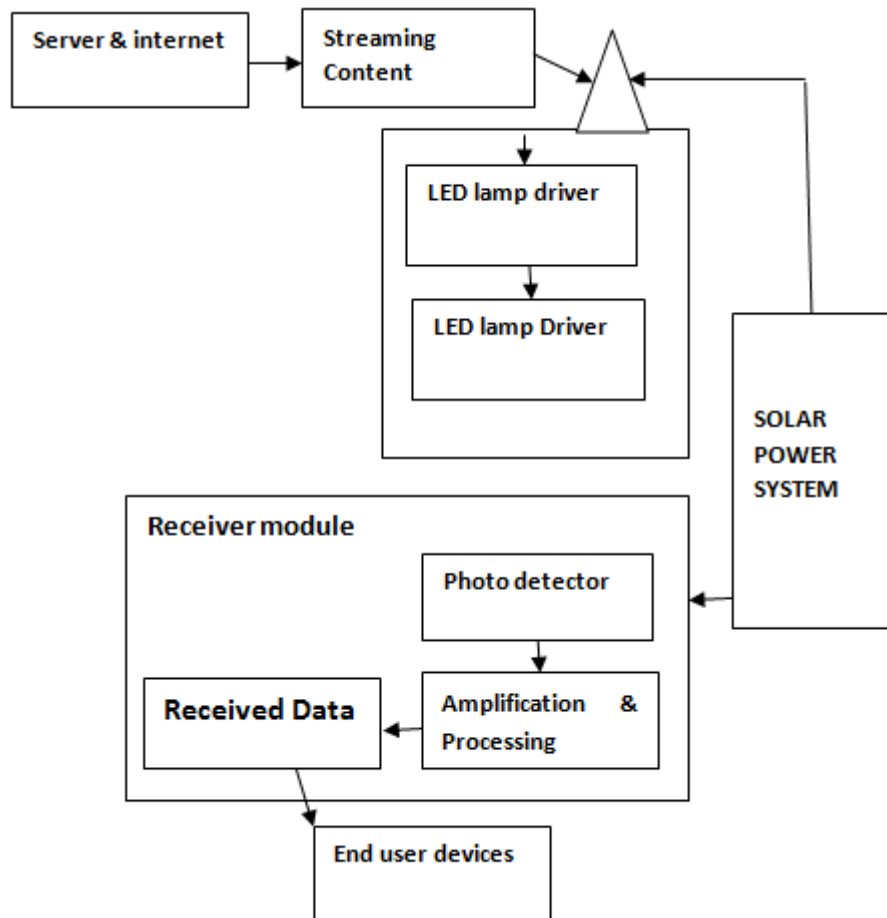 Server & internet
Streaming
Content
LED lamp driver
LED lamp Driver
SOLAR
POWER
SYSTEM
Receiver module
Photo detector
Amplification &
Processing
Received Data
End user devices